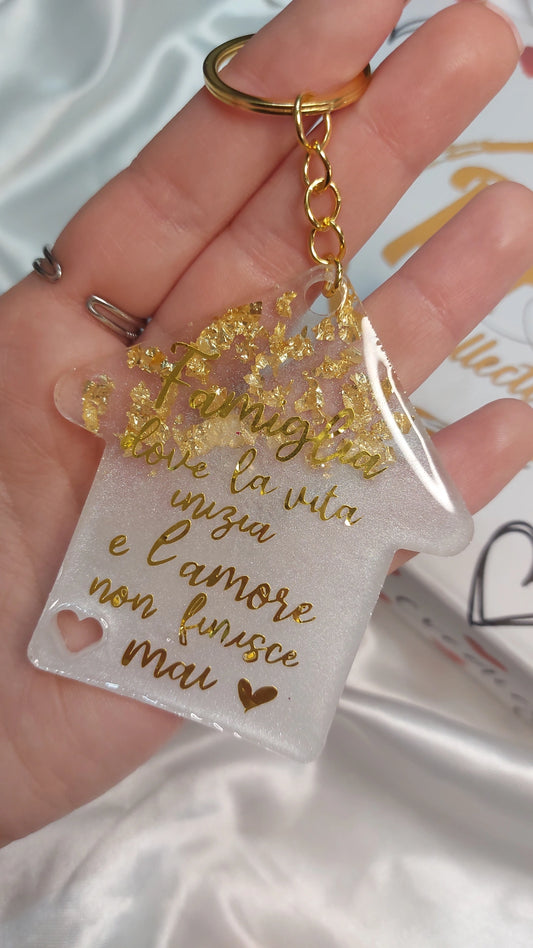 Famiglia
dove la vita
inizia
e l'amore
non finisce
mai